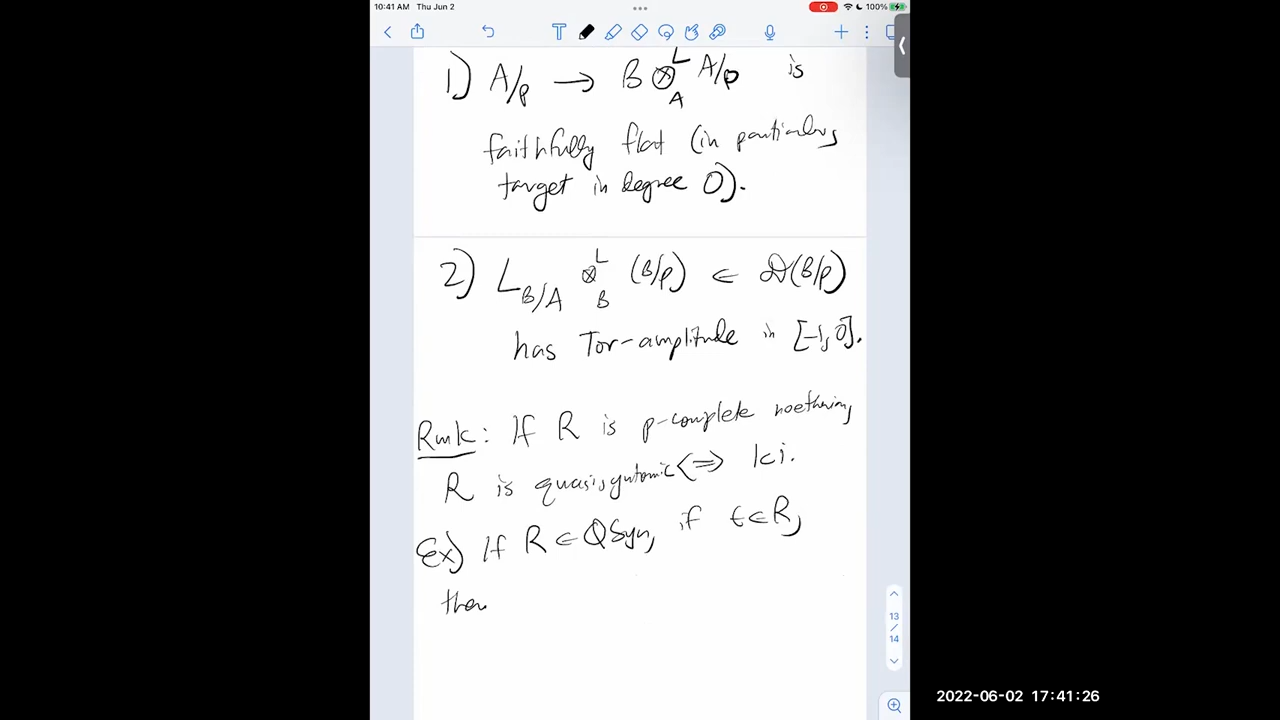 10:41 AM Thu Jun 2
100%
1) A/p → B ⊗^L_A A/p is
faithfully flat (in particular,
target in degree 0).
2) L_{B/A} ⊗^L_B (B/p) ∈ D(B/p)
has Tor-amplitude in [-1, 0].
Rmk: If R is p-complete noetherian,
R is quasisyntomic ⟺ lci.
Ex) If R ∈ QSyn, if t ∈ R,
then
13
/
14
2022-06-02 17:41:26